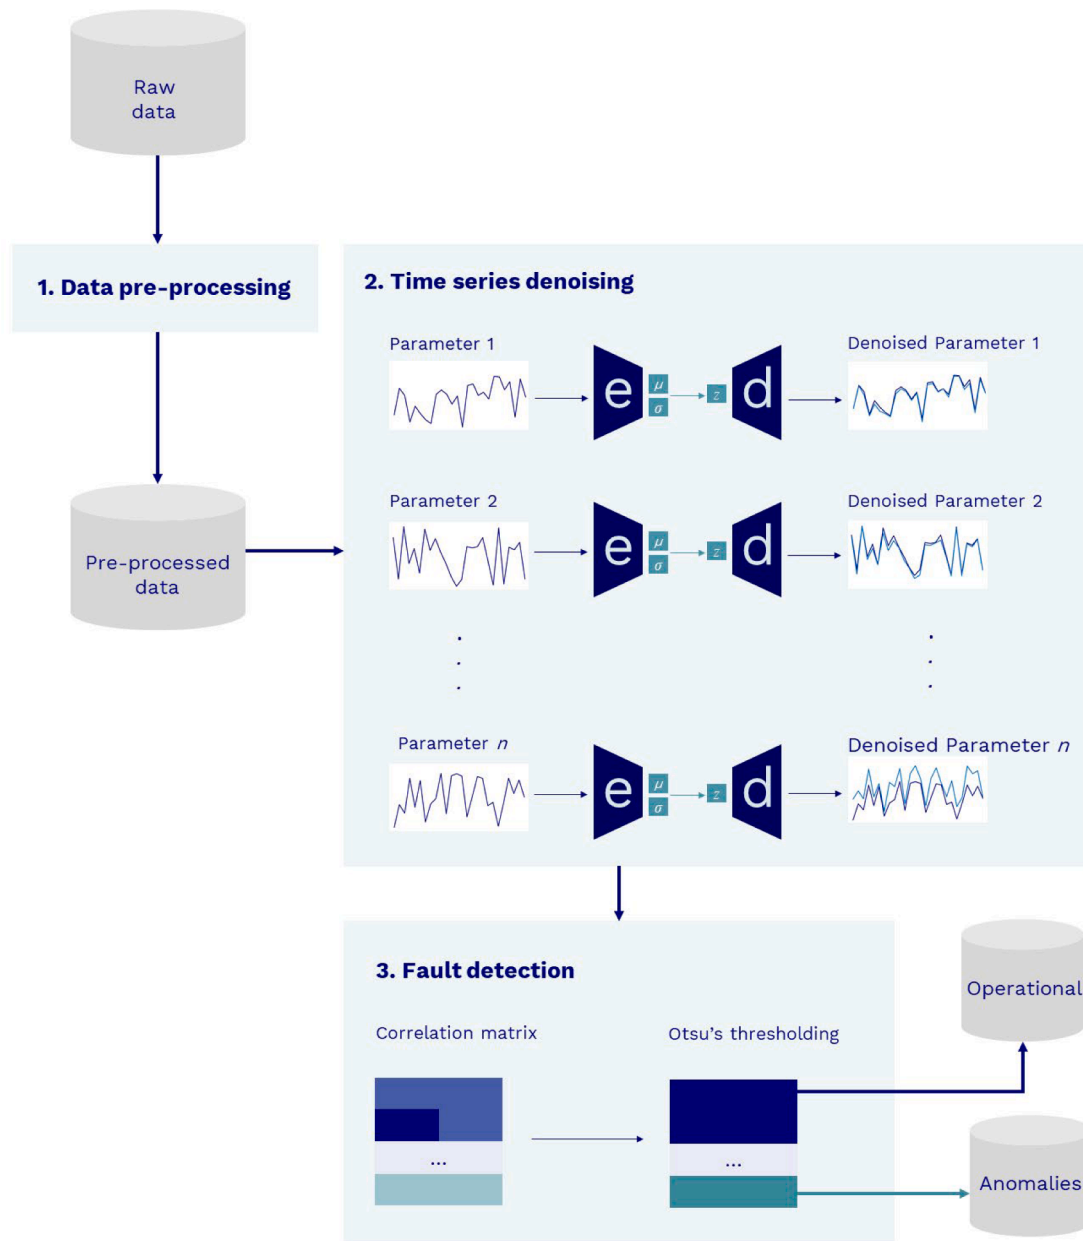 Raw
data
1. Data pre-processing
Pre-processed
data
2. Time series denoising
Parameter 1
e
μ
σ
z
d
Denoised Parameter 1
Parameter 2
e
μ
σ
z
d
Denoised Parameter 2
.
.
.
.
.
.
Parameter n
e
μ
σ
z
d
Denoised Parameter n
3. Fault detection
Correlation matrix
...
Otsu's thresholding
...
Operational
Anomalies